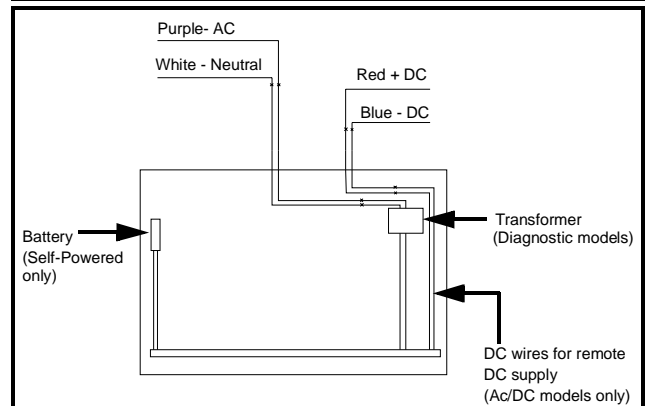 Purple- AC
White - Neutral
Red + DC
Blue - DC
Battery
(Self-Powered
only)
Transformer
(Diagnostic models)
DC wires for remote
DC supply
(Ac/DC models only)